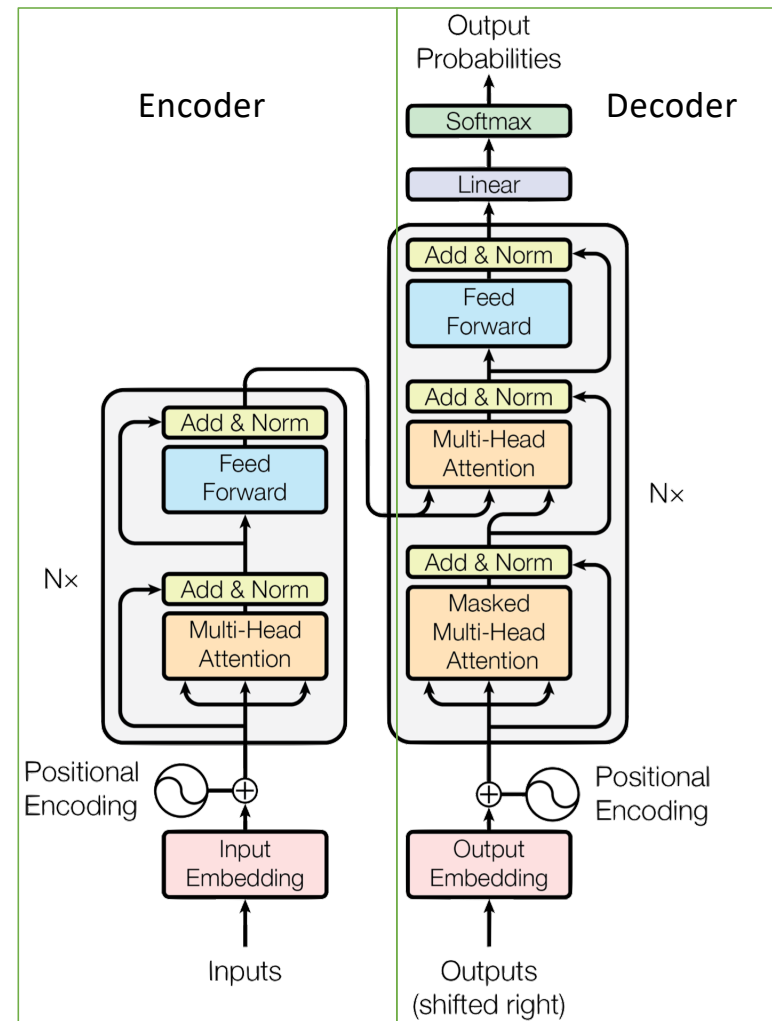 Encoder
Nx
Add & Norm
Feed
Forward
Add & Norm
Multi-Head
Attention
Positional
Encoding
Input
Embedding
Inputs
Decoder
Output
Probabilities
Softmax
Linear
Add & Norm
Feed
Forward
Add & Norm
Multi-Head
Attention
Nx
Add & Norm
Masked
Multi-Head
Attention
Positional
Encoding
Output
Embedding
Outputs
(shifted right)